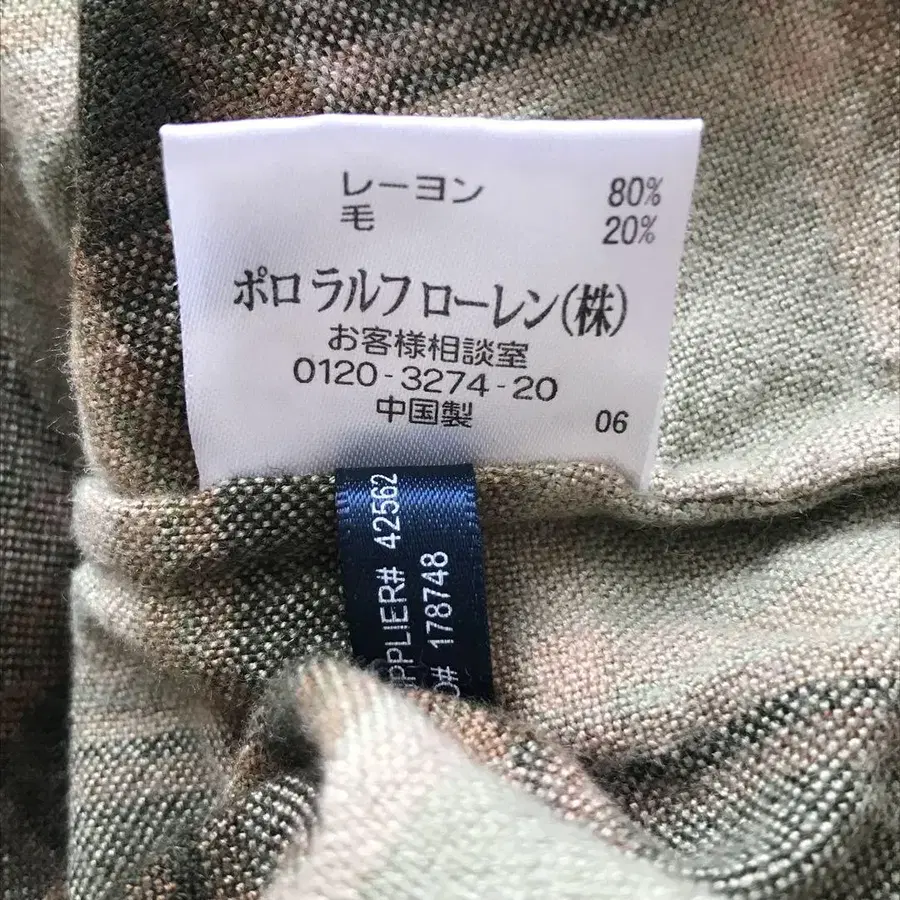 レーヨン 80%
毛 20%
ポロ ラルフ ローレン(株)
お客様相談室
0120-3274-20
中国製 06
42562
178748